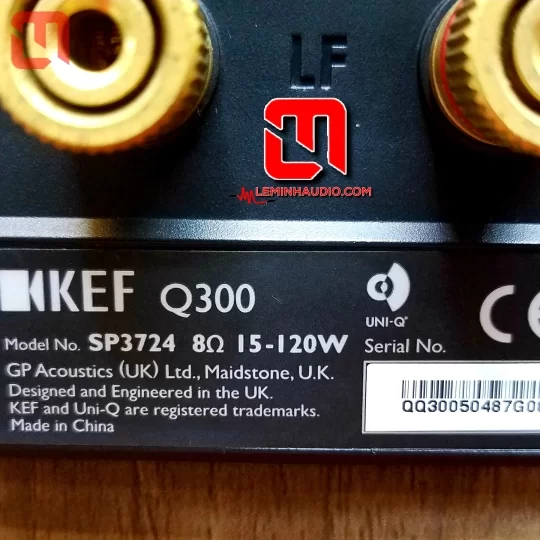 LF
LEMINHAUDIO.COM
KEF Q300
UNI-Q®
Model No. SP3724 8Ω 15-120W Serial No.
GP Acoustics (UK) Ltd., Maidstone, U.K.
Designed and Engineered in the UK.
KEF and Uni-Q are registered trademarks.
Made in China
QQ30050487G0